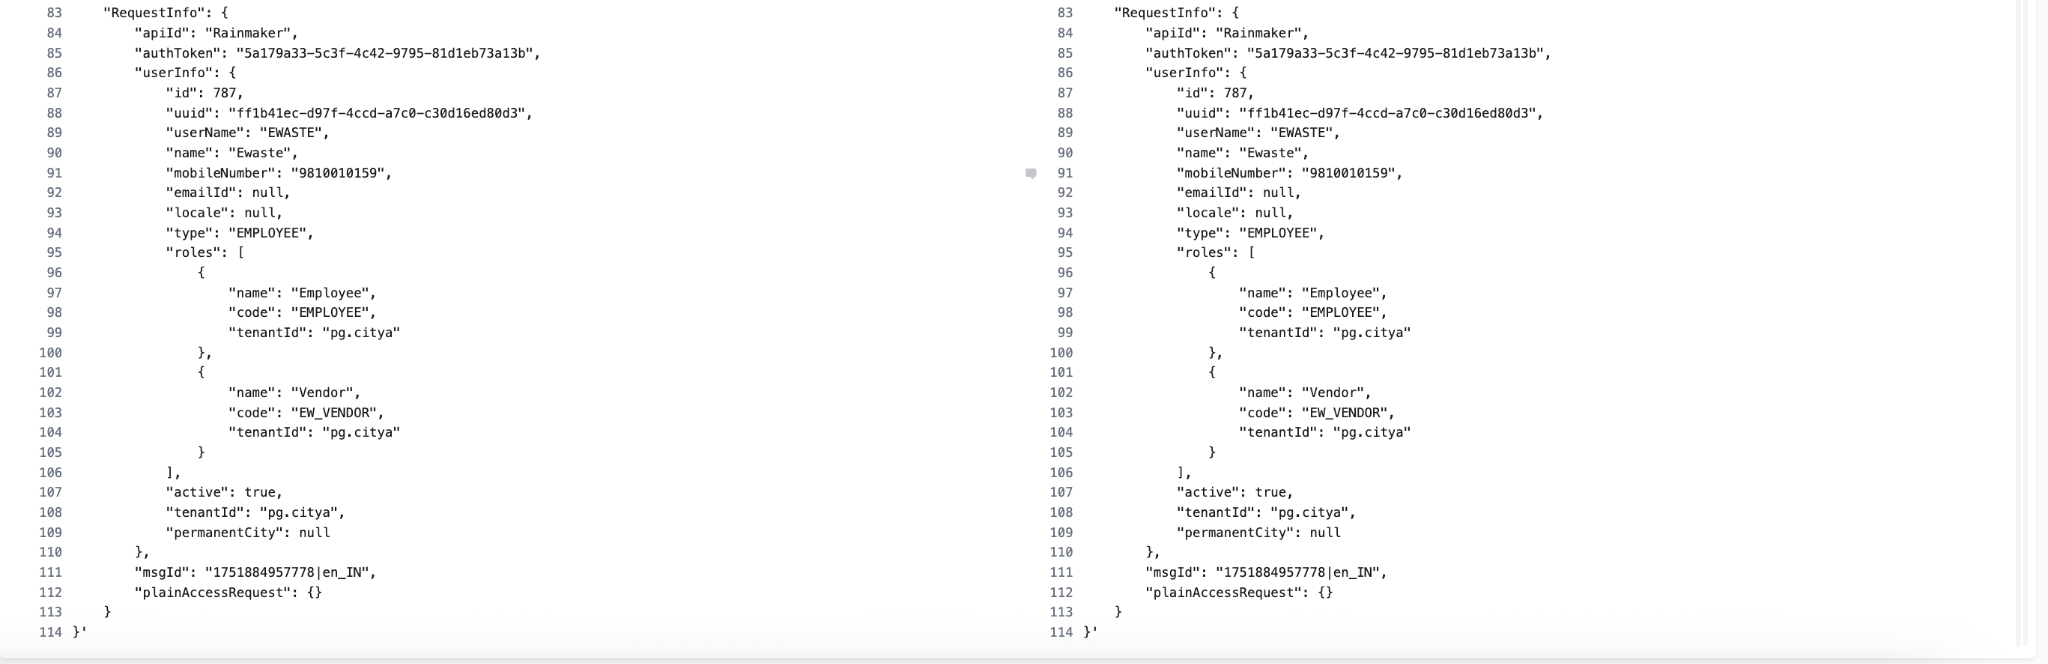 83     "RequestInfo": {
84         "apiId": "Rainmaker",
85         "authToken": "5a179a33-5c3f-4c42-9795-81d1eb73a13b",
86         "userInfo": {
87             "id": 787,
88             "uuid": "ff1b41ec-d97f-4ccd-a7c0-c30d16ed80d3",
89             "userName": "EWASTE",
90             "name": "Ewaste",
91             "mobileNumber": "9810010159",
92             "emailId": null,
93             "locale": null,
94             "type": "EMPLOYEE",
95             "roles": [
96                 {
97                     "name": "Employee",
98                     "code": "EMPLOYEE",
99                     "tenantId": "pg.citya"
100                 },
101                 {
102                     "name": "Vendor",
103                     "code": "EW_VENDOR",
104                     "tenantId": "pg.citya"
105                 }
106             ],
107             "active": true,
108             "tenantId": "pg.citya",
109             "permanentCity": null
110         },
111         "msgId": "1751884957778|en_IN",
112         "plainAccessRequest": {}
113     }
114 }'
83     "RequestInfo": {
84         "apiId": "Rainmaker",
85         "authToken": "5a179a33-5c3f-4c42-9795-81d1eb73a13b",
86         "userInfo": {
87             "id": 787,
88             "uuid": "ff1b41ec-d97f-4ccd-a7c0-c30d16ed80d3",
89             "userName": "EWASTE",
90             "name": "Ewaste",
91             "mobileNumber": "9810010159",
92             "emailId": null,
93             "locale": null,
94             "type": "EMPLOYEE",
95             "roles": [
96                 {
97                     "name": "Employee",
98                     "code": "EMPLOYEE",
99                     "tenantId": "pg.citya"
100                 },
101                 {
102                     "name": "Vendor",
103                     "code": "EW_VENDOR",
104                     "tenantId": "pg.citya"
105                 }
106             ],
107             "active": true,
108             "tenantId": "pg.citya",
109             "permanentCity": null
110         },
111         "msgId": "1751884957778|en_IN",
112         "plainAccessRequest": {}
113     }
114 }'